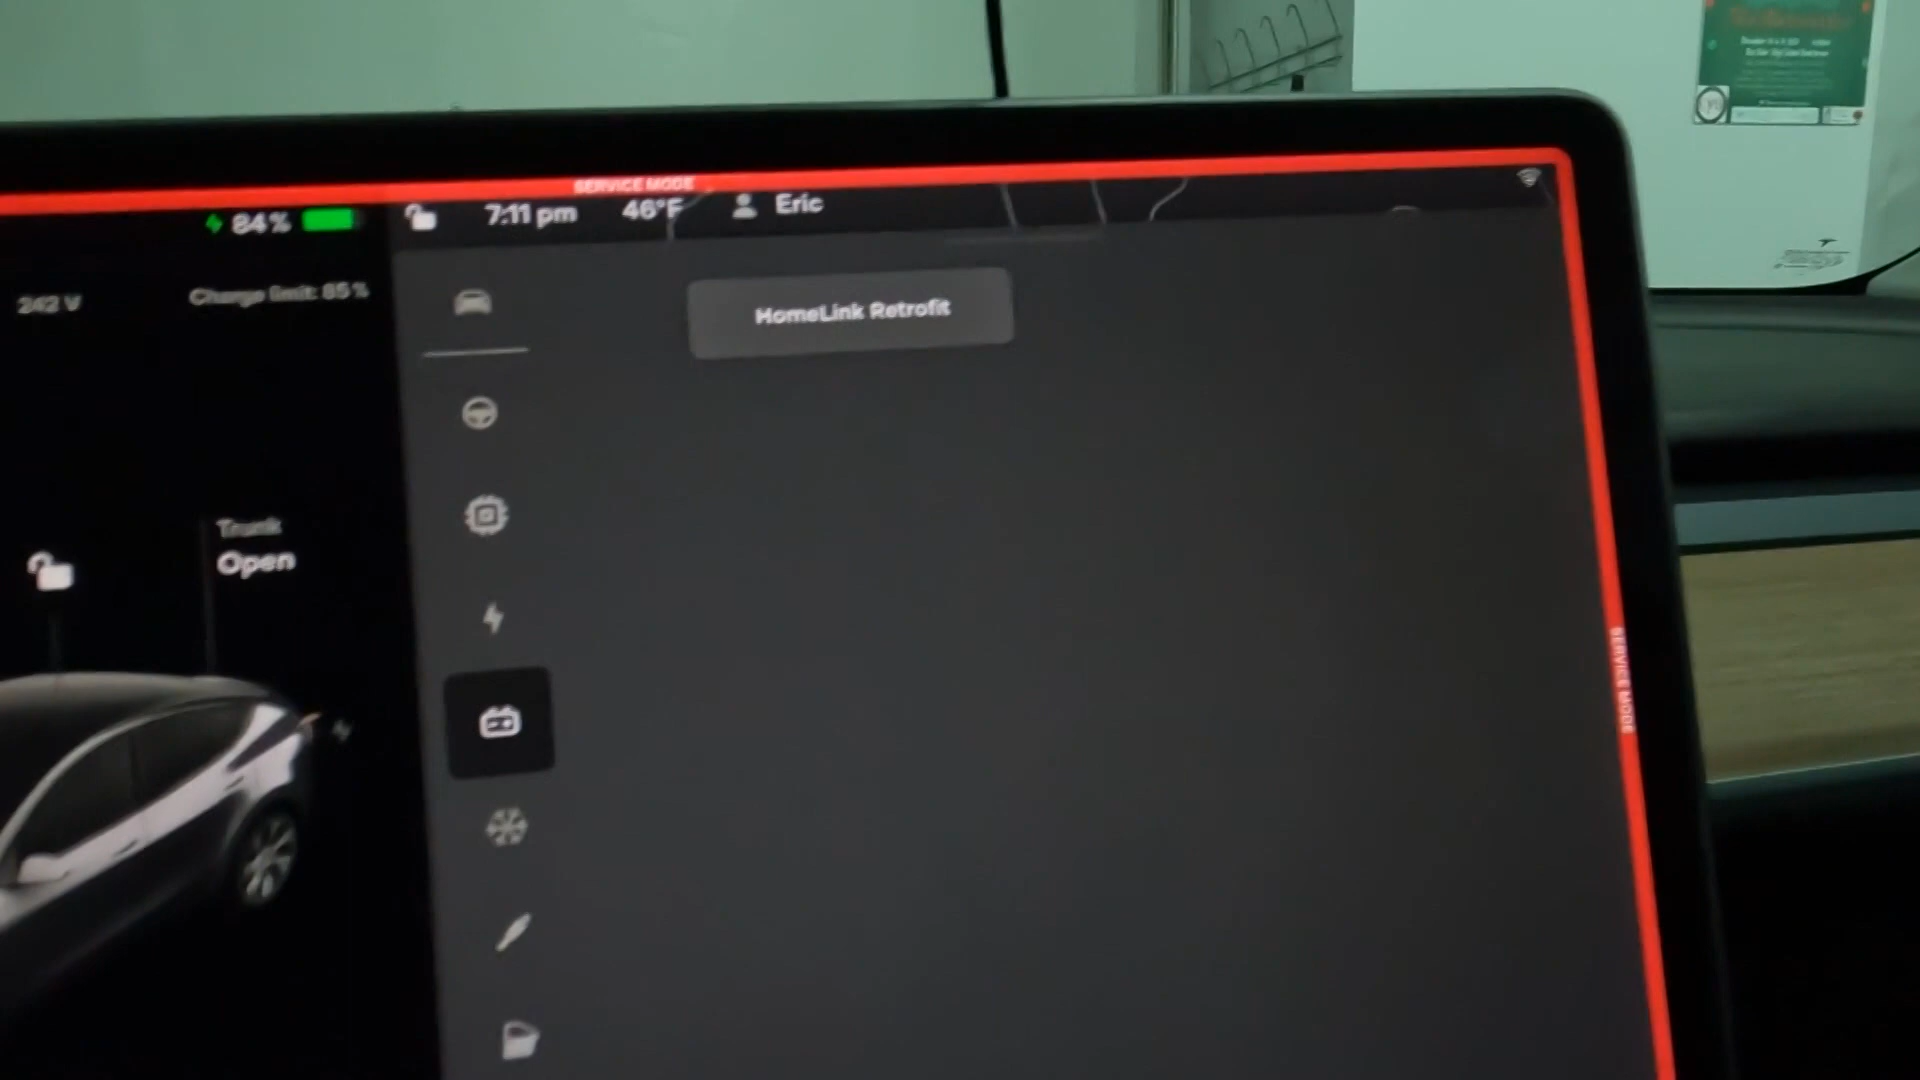 SERVICE MODE
84%
7:11 pm
46°F
Eric
242 V
Charge limit: 85%
HomeLink Retrofit
Trunk
Open
SERVICE MODE